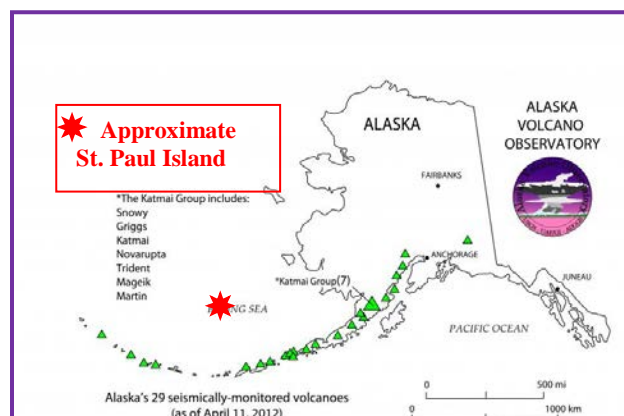 Approximate
St. Paul Island
ALASKA
ALASKA
VOLCANO
OBSERVATORY
FAIRBANKS
*The Katmai Group includes:
Snowy
Griggs
Katmai
Novarupta
Trident
Mageik
Martin
ANCHORAGE
*Katmai Group(7)
JUNEAU
NG SEA
PACIFIC OCEAN
Alaska's 29 seismically-monitored volcanoes
(as of April 11, 2012)
0 500 mi
0 1000 km